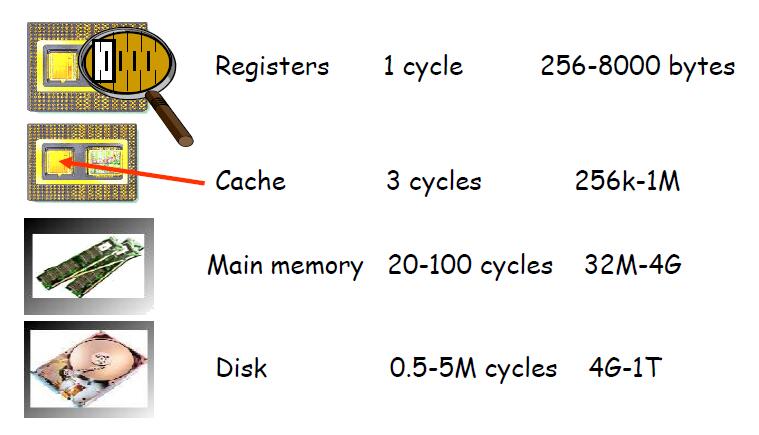 Registers 1 cycle 256-8000 bytes
Cache 3 cycles 256k-1M
Main memory 20-100 cycles 32M-4G
Disk 0.5-5M cycles 4G-1T